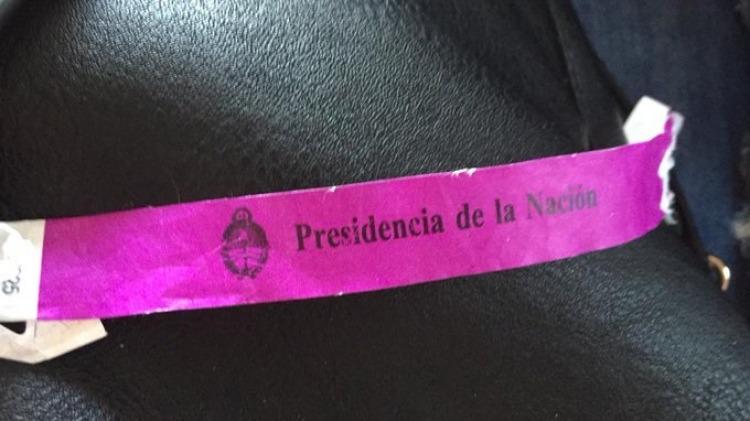 Presidencia de la Nación